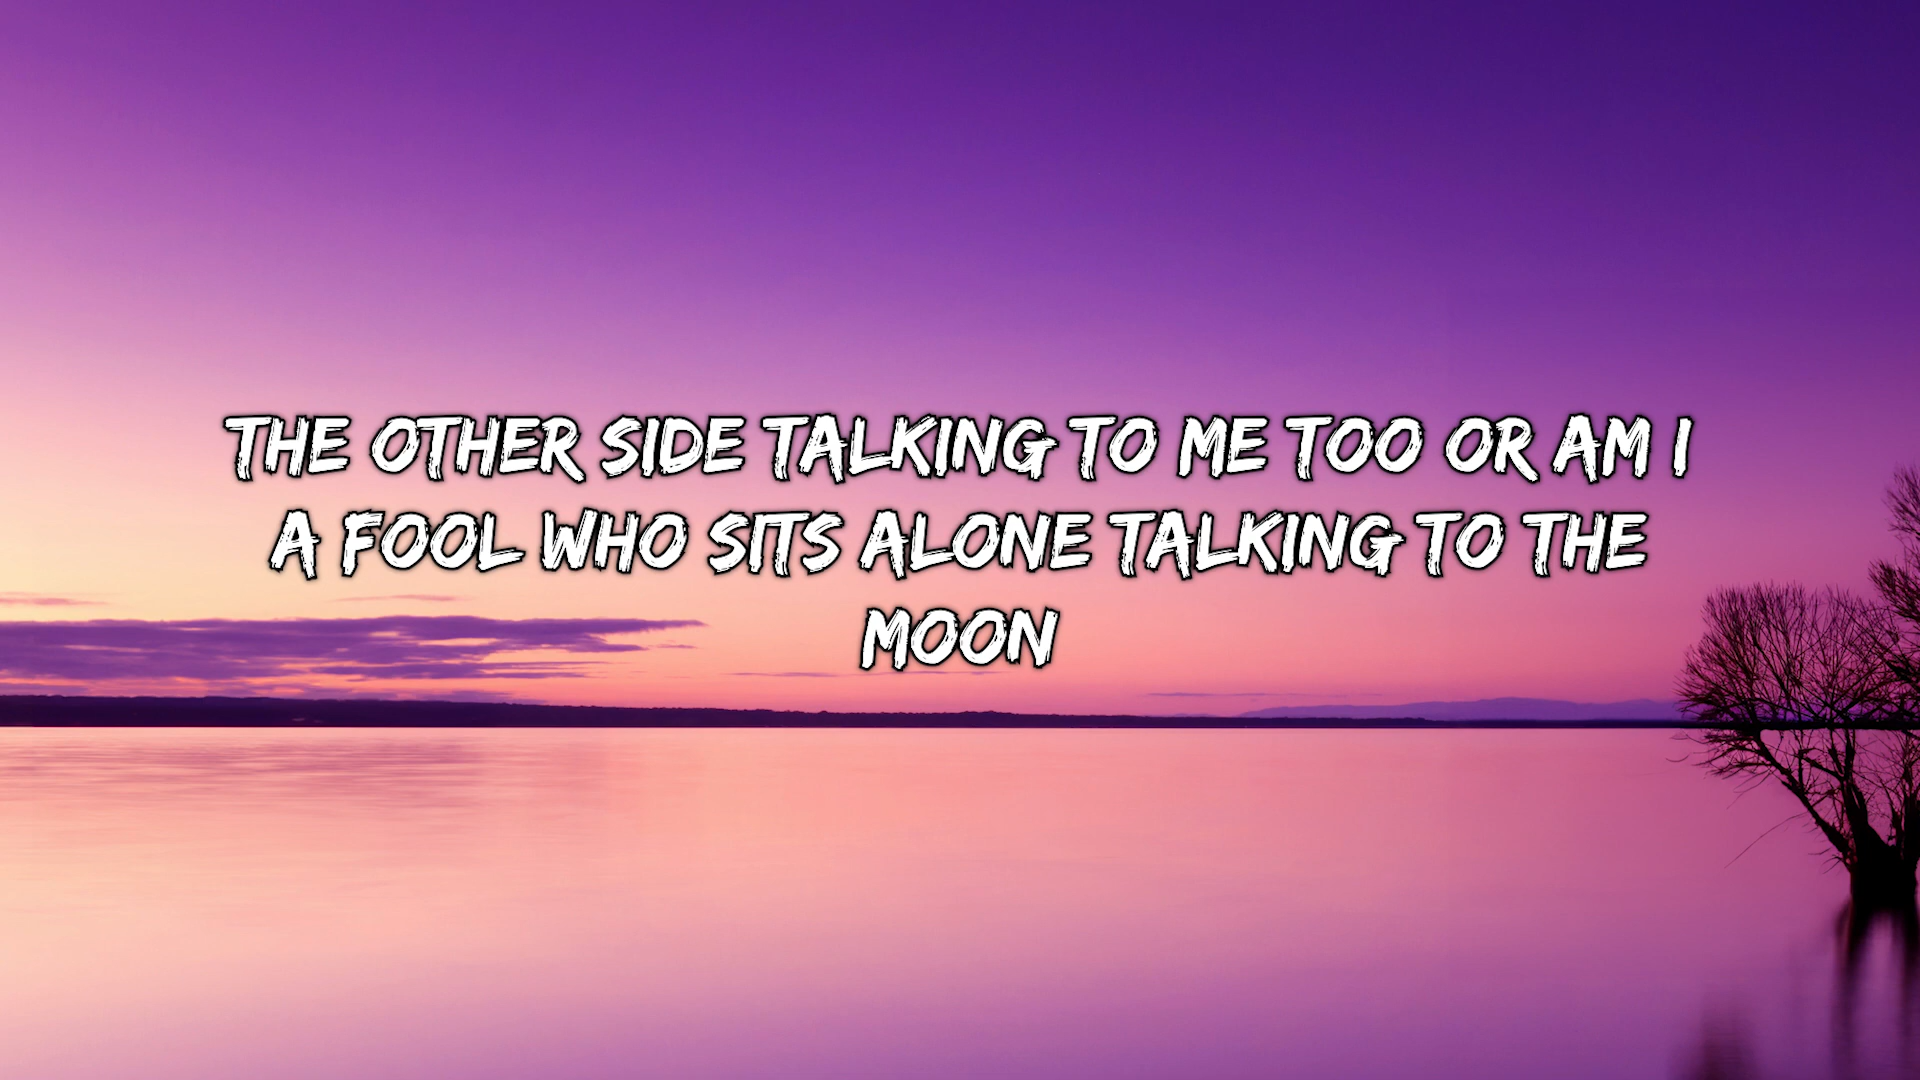 THE OTHER SIDE TALKING TO ME TOO OR AM I
A FOOL WHO SITS ALONE TALKING TO THE
MOON